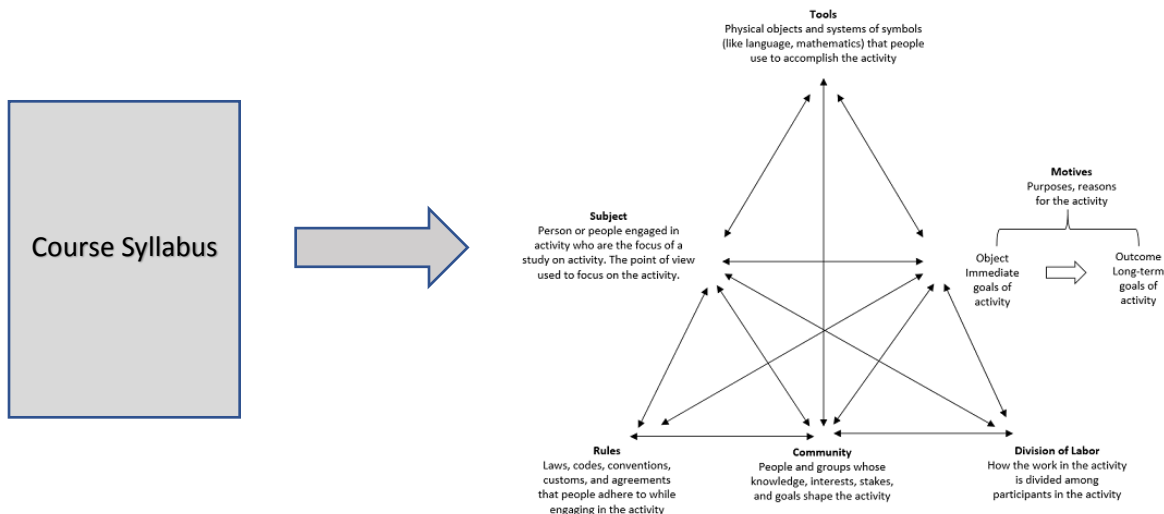 Tools
Physical objects and systems of symbols
(like language, mathematics) that people
use to accomplish the activity
Course Syllabus
Motives
Purposes, reasons
for the activity
Subject
Person or people engaged in
activity who are the focus of a
study on activity. The point of view
used to focus on the activity.
Object
Immediate
goals of
activity
Outcome
Long-term
goals of
activity
Rules
Laws, codes, conventions,
customs, and agreements
that people adhere to while
engaging in the activity
Community
People and groups whose
knowledge, interests, stakes,
and goals shape the activity
Division of Labor
How the work in the activity
is divided among
participants in the activity